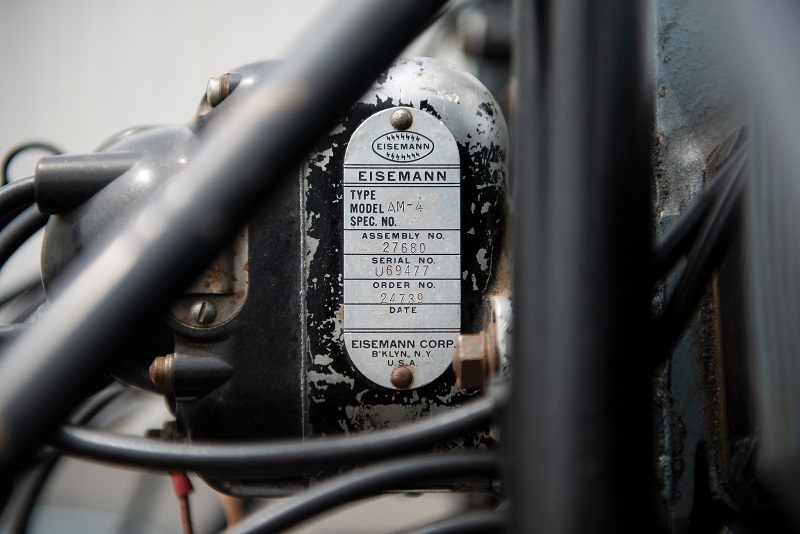 EISEMANN
EISEMANN
TYPE
MODEL AM-4
SPEC. NO.
ASSEMBLY NO.
27680
SERIAL NO.
U69477
ORDER NO.
24739
DATE
EISEMANN CORP.
B'KLYN, N.Y.
U.S.A.